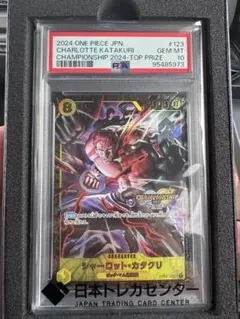 2024 ONE PIECE JPN. #123
CHARLOTTE KATAKURI GEM MT
CHAMPIONSHIP 2024-TOP PRIZE 10
PSA 95485973
シャーロット・カタクリ
日本トレカセンター
JAPAN TRADING CARD CENTER